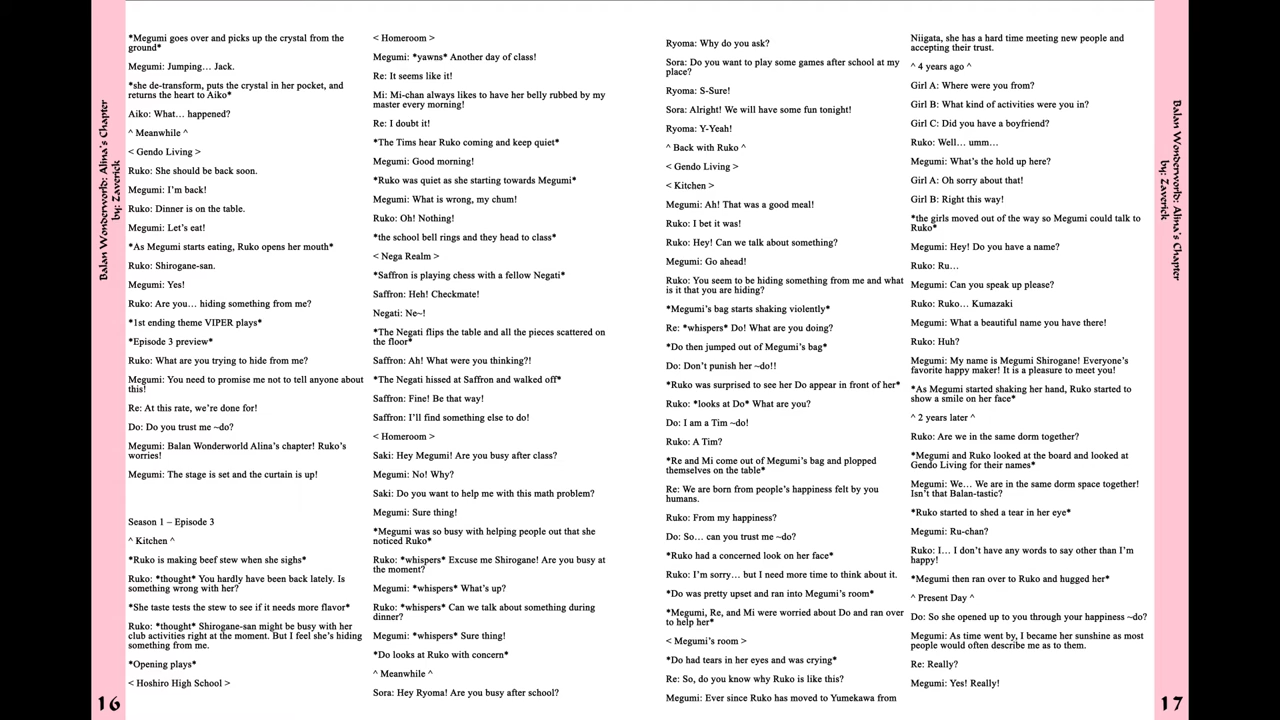 Balan Wonderworld: Alina's Chapter
by: Zaverick
16
*Megumi goes over and picks up the crystal from the
ground*
Megumi: Jumping… Jack.
*she de-transform, puts the crystal in her pocket, and
returns the heart to Aiko*
Aiko: What… happened?
^ Meanwhile ^
< Gendo Living >
Ruko: She should be back soon.
Megumi: I'm back!
Ruko: Dinner is on the table.
Megumi: Let's eat!
*As Megumi starts eating, Ruko opens her mouth*
Ruko: Shirogane-san.
Megumi: Yes!
Ruko: Are you… hiding something from me?
*1st ending theme VIPER plays*
*Episode 3 preview*
Ruko: What are you trying to hide from me?
Megumi: You need to promise me not to tell anyone about
this!
Re: At this rate, we're done for!
Do: Do you trust me ~do?
Megumi: Balan Wonderworld Alina's chapter! Ruko's
worries!
Megumi: The stage is set and the curtain is up!
Season 1 – Episode 3
^ Kitchen ^
*Ruko is making beef stew when she sighs*
Ruko: *thought* You hardly have been back lately. Is
something wrong with her?
*She taste tests the stew to see if it needs more flavor*
Ruko: *thought* Shirogane-san might be busy with her
club activities right at the moment. But I feel she's hiding
something from me.
*Opening plays*
< Hoshiro High School >
< Homeroom >
Megumi: *yawns* Another day of class!
Re: It seems like it!
Mi: Mi-chan always likes to have her belly rubbed by my
master every morning!
Re: I doubt it!
*The Tims hear Ruko coming and keep quiet*
Megumi: Good morning!
*Ruko was quiet as she starting towards Megumi*
Megumi: What is wrong, my chum!
Ruko: Oh! Nothing!
*the school bell rings and they head to class*
< Nega Realm >
*Saffron is playing chess with a fellow Negati*
Saffron: Heh! Checkmate!
Negati: Ne~!
*The Negati flips the table and all the pieces scattered on
the floor*
Saffron: Ah! What were you thinking?!
*The Negati hissed at Saffron and walked off*
Saffron: Fine! Be that way!
Saffron: I'll find something else to do!
< Homeroom >
Saki: Hey Megumi! Are you busy after class?
Megumi: No! Why?
Saki: Do you want to help me with this math problem?
Megumi: Sure thing!
*Megumi was so busy with helping people out that she
noticed Ruko*
Ruko: *whispers* Excuse me Shirogane! Are you busy at
the moment?
Megumi: *whispers* What's up?
Ruko: *whispers* Can we talk about something during
dinner?
Megumi: *whispers* Sure thing!
*Do looks at Ruko with concern*
^ Meanwhile ^
Sora: Hey Ryoma! Are you busy after school?
Ryoma: Why do you ask?
Sora: Do you want to play some games after school at my
place?
Ryoma: S-Sure!
Sora: Alright! We will have some fun tonight!
Ryoma: Y-Yeah!
^ Back with Ruko ^
< Gendo Living >
< Kitchen >
Megumi: Ah! That was a good meal!
Ruko: I bet it was!
Ruko: Hey! Can we talk about something?
Megumi: Go ahead!
Ruko: You seem to be hiding something from me and what
is it that you are hiding?
*Megumi's bag starts shaking violently*
Re: *whispers* Do! What are you doing?
*Do then jumped out of Megumi's bag*
Do: Don't punish her ~do!!
*Ruko was surprised to see her Do appear in front of her*
Ruko: *looks at Do* What are you?
Do: I am a Tim ~do!
Ruko: A Tim?
*Re and Mi come out of Megumi's bag and plopped
themselves on the table*
Re: We are born from people's happiness felt by you
humans.
Ruko: From my happiness?
Do: So… can you trust me ~do?
*Ruko had a concerned look on her face*
Ruko: I'm sorry… but I need more time to think about it.
*Do was pretty upset and ran into Megumi's room*
*Megumi, Re, and Mi were worried about Do and ran over
to help her*
< Megumi's room >
*Do had tears in her eyes and was crying*
Re: So, do you know why Ruko is like this?
Megumi: Ever since Ruko has moved to Yumekawa from
Niigata, she has a hard time meeting new people and
accepting their trust.
^ 4 years ago ^
Girl A: Where were you from?
Girl B: What kind of activities were you in?
Girl C: Did you have a boyfriend?
Ruko: Well… umm…
Megumi: What's the hold up here?
Girl A: Oh sorry about that!
Girl B: Right this way!
*the girls moved out of the way so Megumi could talk to
Ruko*
Megumi: Hey! Do you have a name?
Ruko: Ru…
Megumi: Can you speak up please?
Ruko: Ruko… Kumazaki
Megumi: What a beautiful name you have there!
Ruko: Huh?
Megumi: My name is Megumi Shirogane! Everyone's
favorite happy maker! It is a pleasure to meet you!
*As Megumi started shaking her hand, Ruko started to
show a smile on her face*
^ 2 years later ^
Ruko: Are we in the same dorm together?
*Megumi and Ruko looked at the board and looked at
Gendo Living for their names*
Megumi: We… We are in the same dorm space together!
Isn't that Balan-tastic?
*Ruko started to shed a tear in her eye*
Megumi: Ru-chan?
Ruko: I… I don't have any words to say other than I'm
happy!
*Megumi then ran over to Ruko and hugged her*
^ Present Day ^
Do: So she opened up to you through your happiness ~do?
Megumi: As time went by, I became her sunshine as most
people would often describe me as to them.
Re: Really?
Megumi: Yes! Really!
Balan Wonderworld: Alina's Chapter
by: Zaverick
17